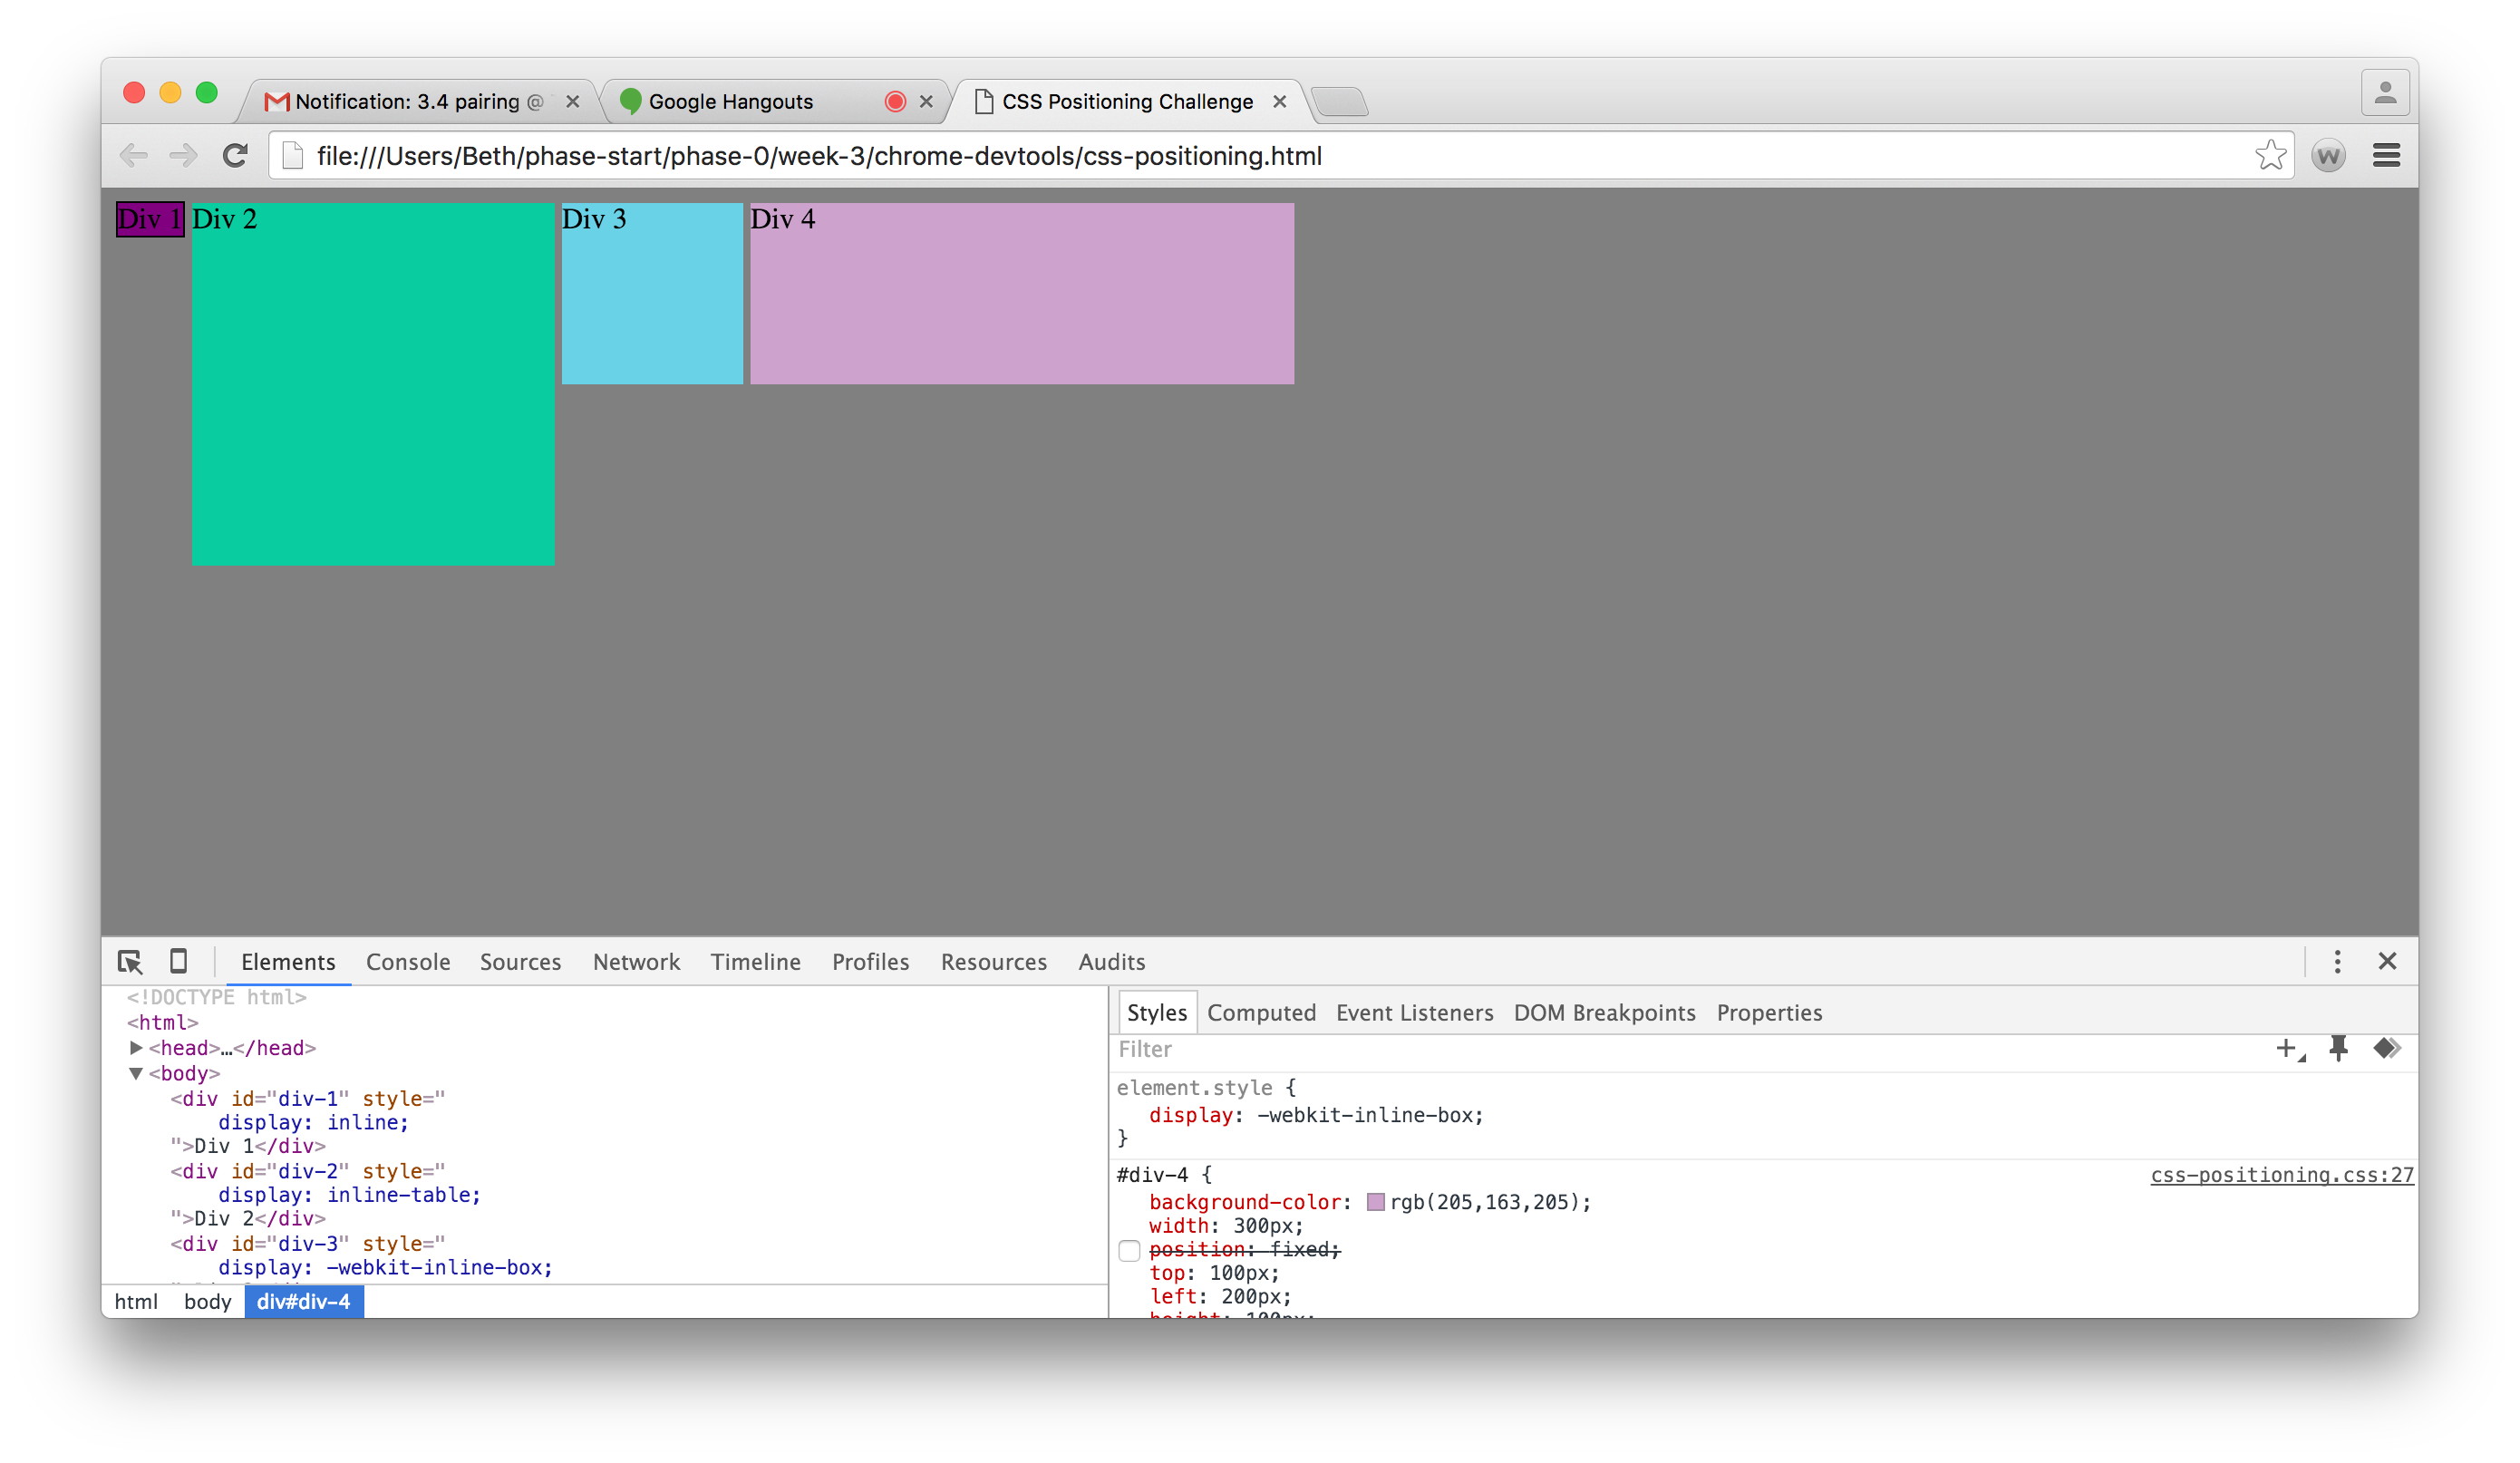 Notification: 3.4 pairing @
Google Hangouts
CSS Positioning Challenge
file:///Users/Beth/phase-start/phase-0/week-3/chrome-devtools/css-positioning.html
W
Div 1 Div 2 Div 3 Div 4
Elements Console Sources Network Timeline Profiles Resources Audits
<!DOCTYPE html>
<html>
<head>…</head>
<body>
<div id="div-1" style="
display: inline;
">Div 1</div>
<div id="div-2" style="
display: inline-table;
">Div 2</div>
<div id="div-3" style="
display: -webkit-inline-box;
html body div#div-4
Styles Computed Event Listeners DOM Breakpoints Properties
Filter
element.style {
display: -webkit-inline-box;
}
#div-4 { css-positioning.css:27
background-color: rgb(205,163,205);
width: 300px;
position: fixed;
top: 100px;
left: 200px;
height: 100px;